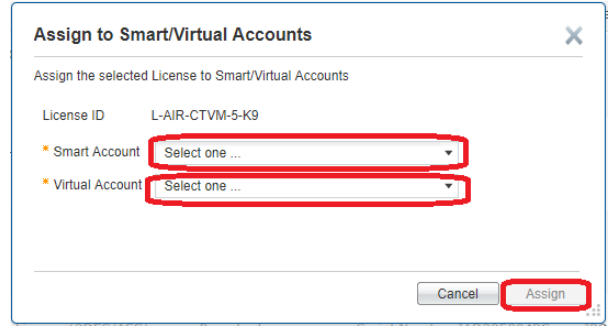 Assign to Smart/Virtual Accounts
Assign the selected License to Smart/Virtual Accounts
License ID L-AIR-CTVM-5-K9
* Smart Account Select one ...
* Virtual Account Select one ...
Cancel Assign